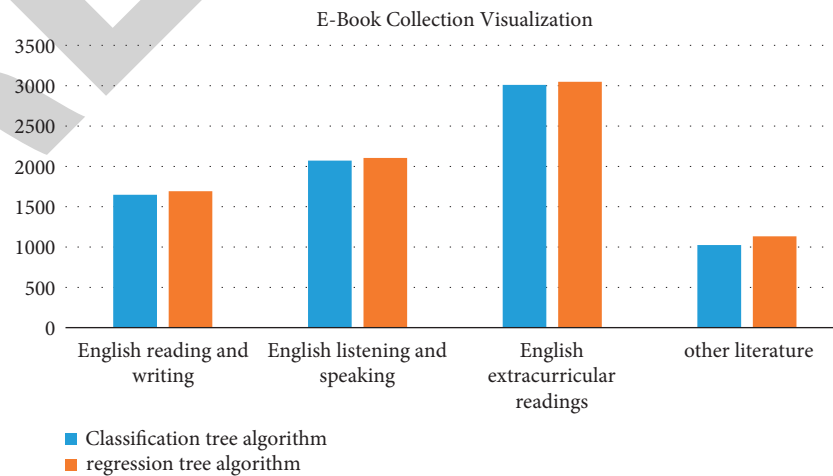 E-Book Collection Visualization
3500
3000
2500
2000
1500
1000
500
0
English reading and
writing
English listening and
speaking
English
extracurricular
readings
other literature
Classification tree algorithm
regression tree algorithm